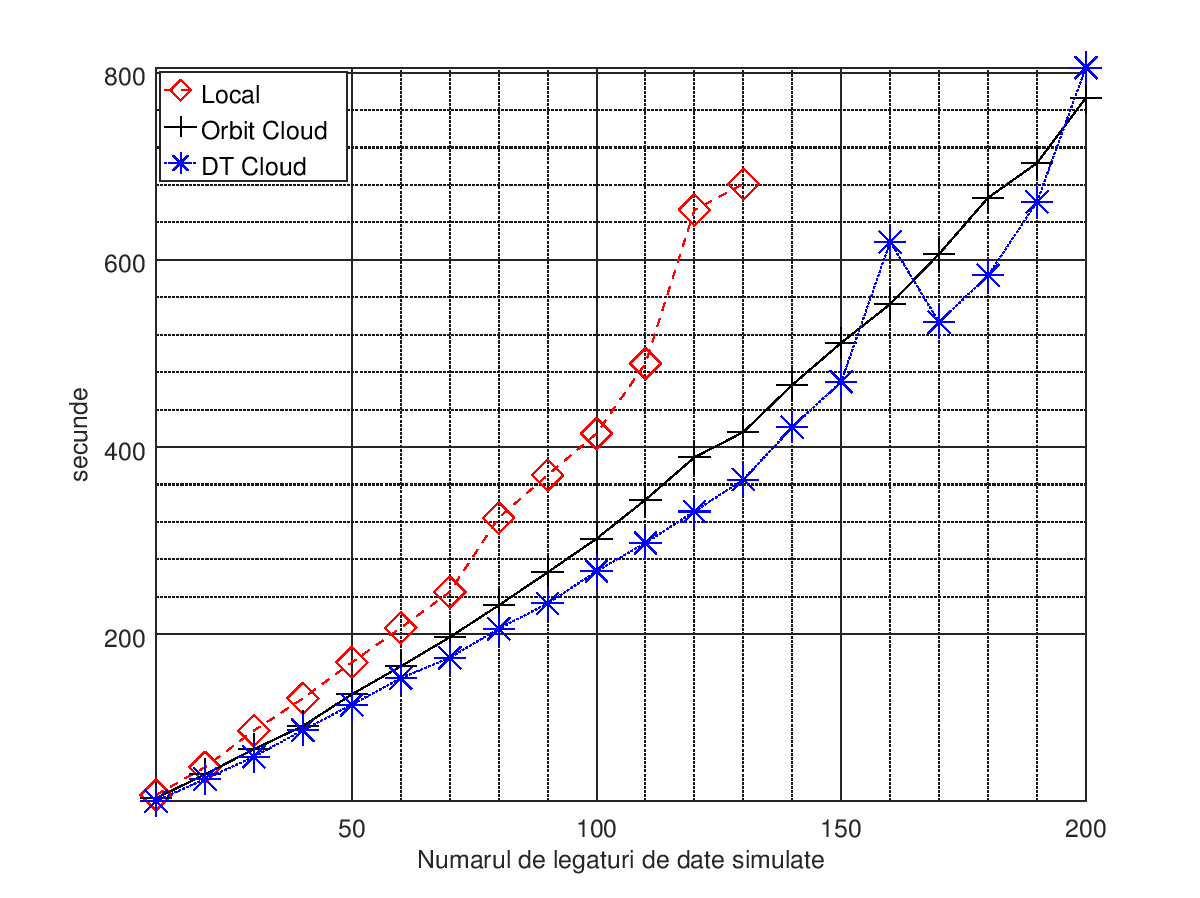 800
Local
Orbit Cloud
DT Cloud
600
secunde
400
200
50 100 150 200
Numarul de legaturi de date simulate